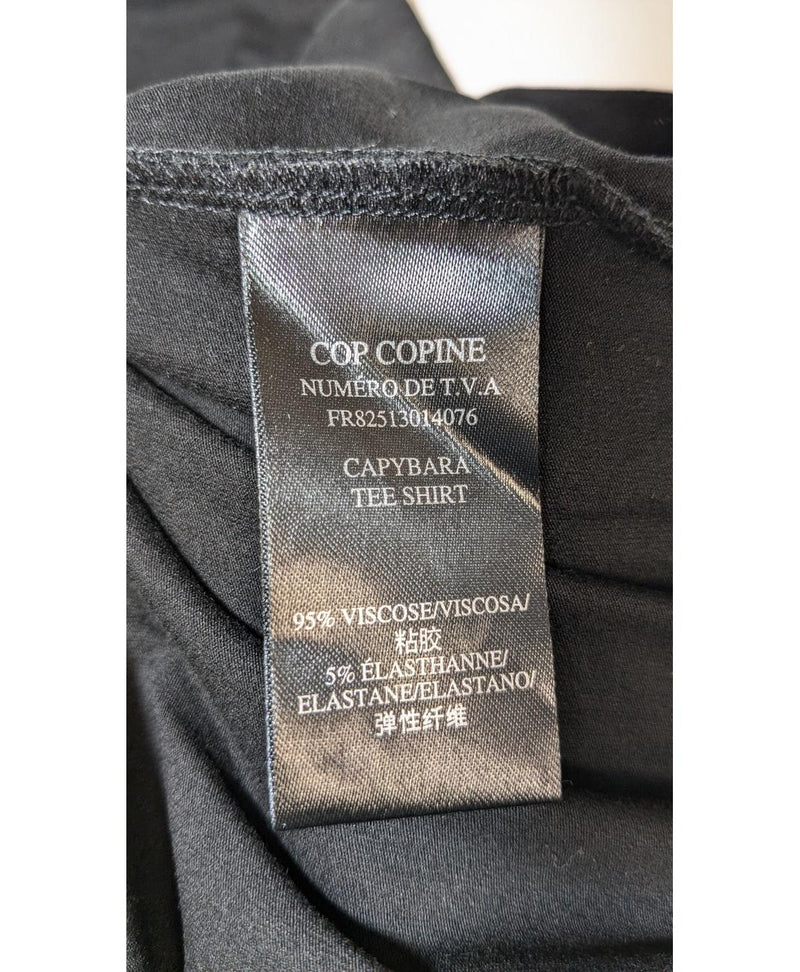 COP COPINE
NUMÉRO DE T.V.A
FR82513014076
CAPYBARA
TEE SHIRT
95% VISCOSE/VISCOSA/
粘胶
5% ÉLASTHANNE/
ELASTANE/ELASTANO/
弹性纤维